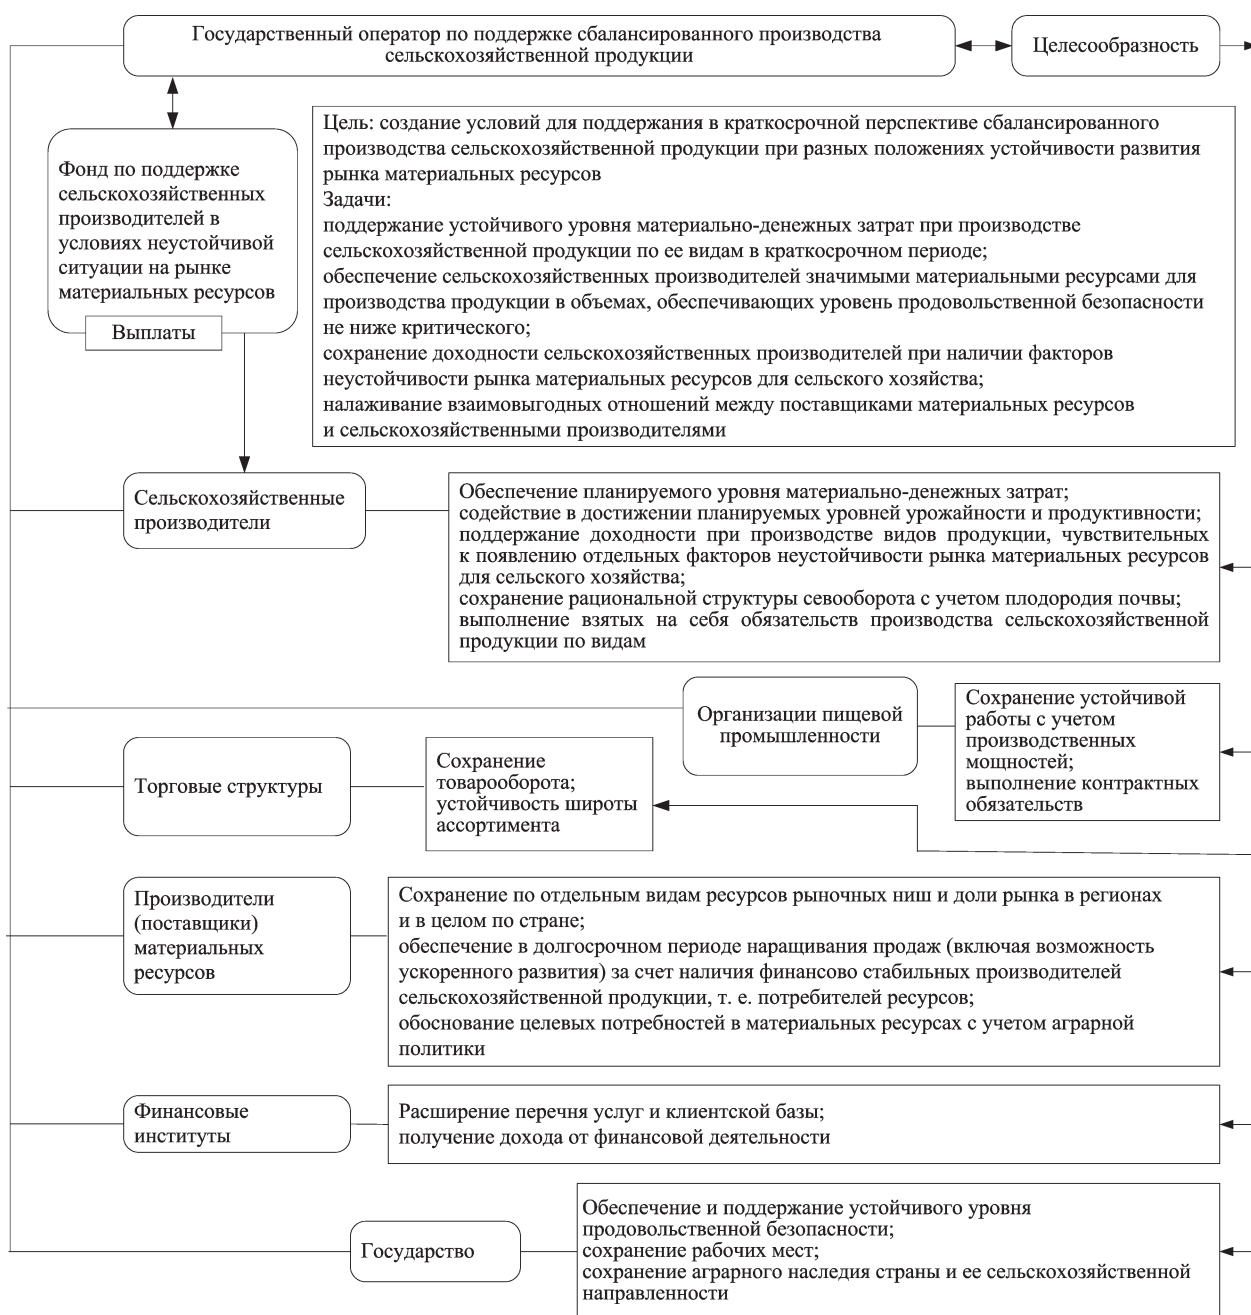 Государственный оператор по поддержке сбалансированного производства
сельскохозяйственной продукции
Целесообразность
Фонд по поддержке
сельскохозяйственных
производителей в
условиях неустойчивой
ситуации на рынке
материальных ресурсов
Выплаты
Цель: создание условий для поддержания в краткосрочной перспективе сбалансированного
производства сельскохозяйственной продукции при разных положениях устойчивости развития
рынка материальных ресурсов
Задачи:
поддержание устойчивого уровня материально-денежных затрат при производстве
сельскохозяйственной продукции по ее видам в краткосрочном периоде;
обеспечение сельскохозяйственных производителей значимыми материальными ресурсами для
производства продукции в объемах, обеспечивающих уровень продовольственной безопасности
не ниже критического;
сохранение доходности сельскохозяйственных производителей при наличии факторов
неустойчивости рынка материальных ресурсов для сельского хозяйства;
налаживание взаимовыгодных отношений между поставщиками материальных ресурсов
и сельскохозяйственными производителями
Сельскохозяйственные
производители
Обеспечение планируемого уровня материально-денежных затрат;
содействие в достижении планируемых уровней урожайности и продуктивности;
поддержание доходности при производстве видов продукции, чувствительных
к появлению отдельных факторов неустойчивости рынка материальных ресурсов
для сельского хозяйства;
сохранение рациональной структуры севооборота с учетом плодородия почвы;
выполнение взятых на себя обязательств производства сельскохозяйственной
продукции по видам
Организации пищевой
промышленности
Сохранение устойчивой
работы с учетом
производственных
мощностей;
выполнение контрактных
обязательств
Торговые структуры
Сохранение
товарооборота;
устойчивость широты
ассортимента
Производители
(поставщики)
материальных
ресурсов
Сохранение по отдельным видам ресурсов рыночных ниш и доли рынка в регионах
и в целом по стране;
обеспечение в долгосрочном периоде наращивания продаж (включая возможность
ускоренного развития) за счет наличия финансово стабильных производителей
сельскохозяйственной продукции, т. е. потребителей ресурсов;
обоснование целевых потребностей в материальных ресурсах с учетом аграрной
политики
Финансовые
институты
Расширение перечня услуг и клиентской базы;
получение дохода от финансовой деятельности
Государство
Обеспечение и поддержание устойчивого уровня
продовольственной безопасности;
сохранение рабочих мест;
сохранение аграрного наследия страны и ее сельскохозяйственной
направленности